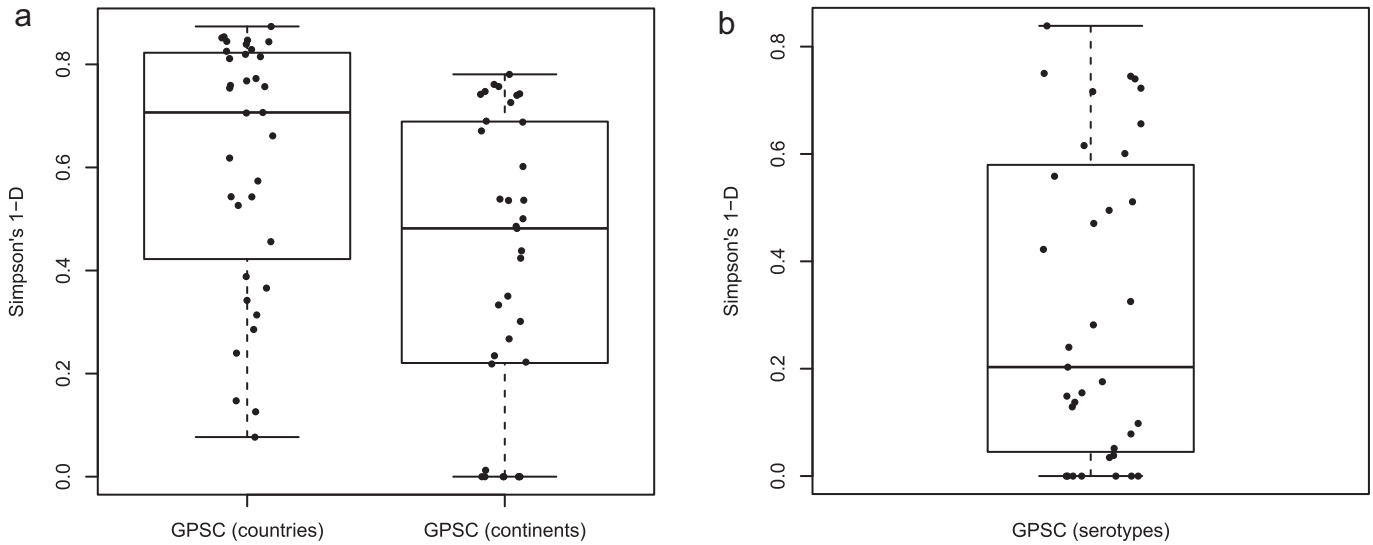 a
Simpson's 1−D
0.8
0.6
0.4
0.2
0.0
GPSC (countries)
GPSC (continents)
b
Simpson's 1−D
0.8
0.6
0.4
0.2
0.0
GPSC (serotypes)